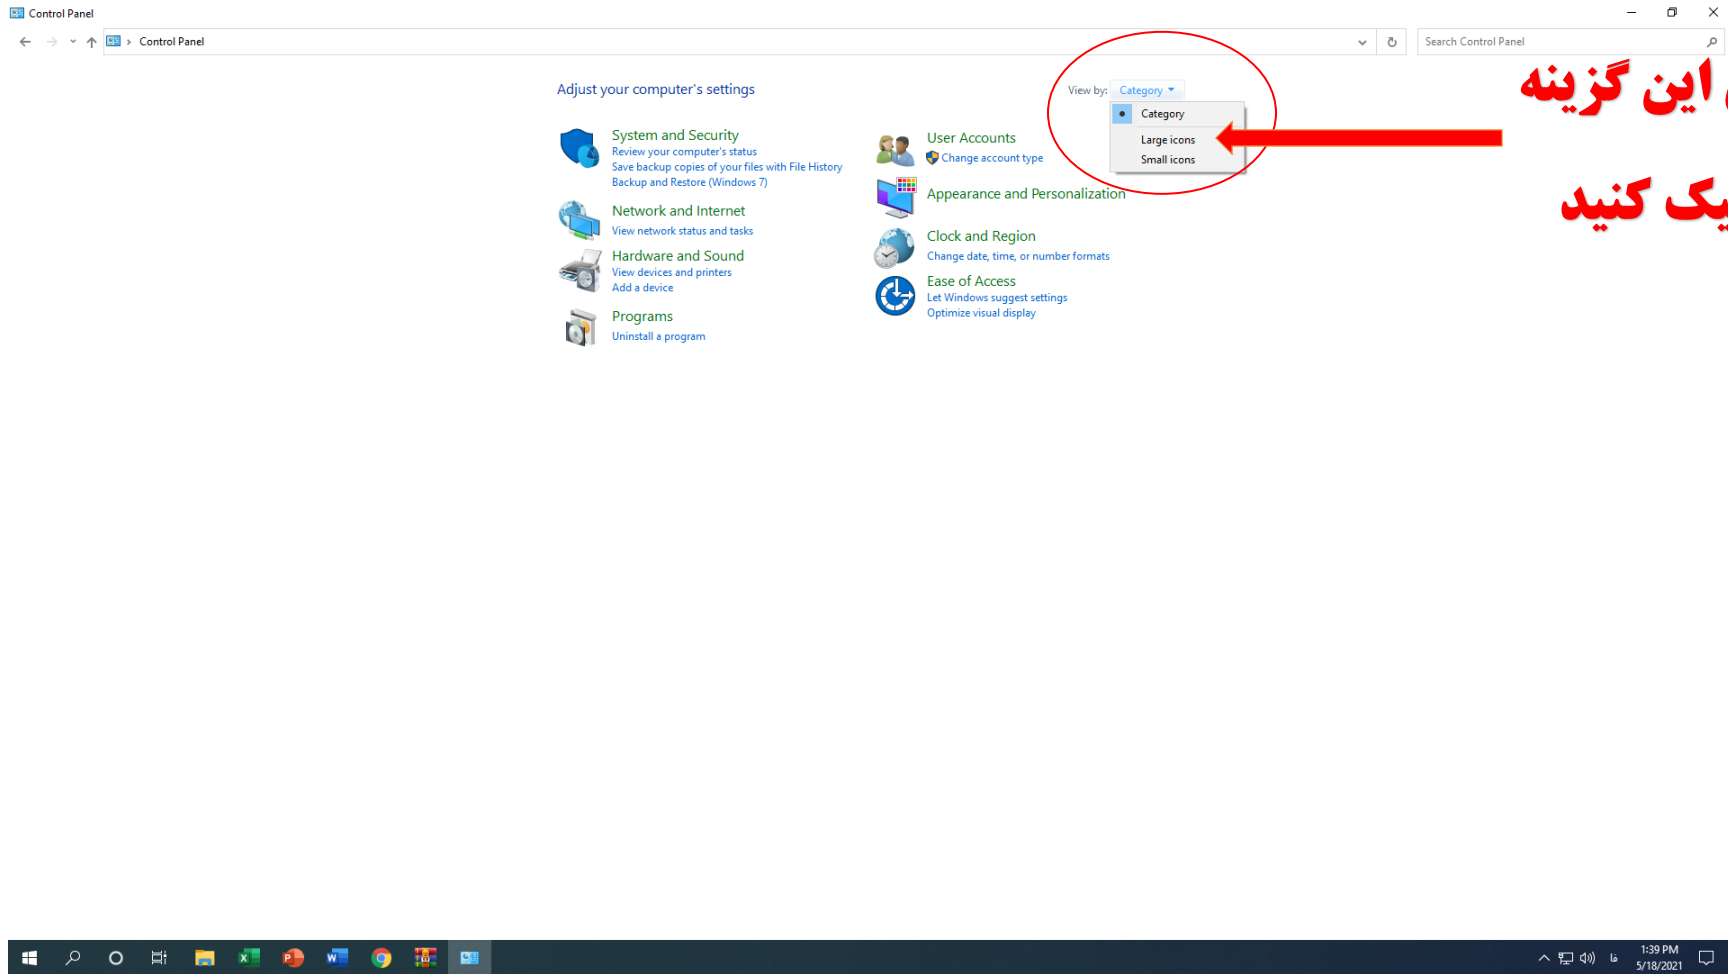 Control Panel
Control Panel
Search Control Panel
این گزینه
کنید
Adjust your computer's settings
View by: Category
Category
Large icons
Small icons
System and Security
Review your computer's status
Save backup copies of your files with File History
Backup and Restore (Windows 7)
Network and Internet
View network status and tasks
Hardware and Sound
View devices and printers
Add a device
Programs
Uninstall a program
User Accounts
Change account type
Appearance and Personalization
Clock and Region
Change date, time, or number formats
Ease of Access
Let Windows suggest settings
Optimize visual display
فا
1:39 PM
5/18/2021